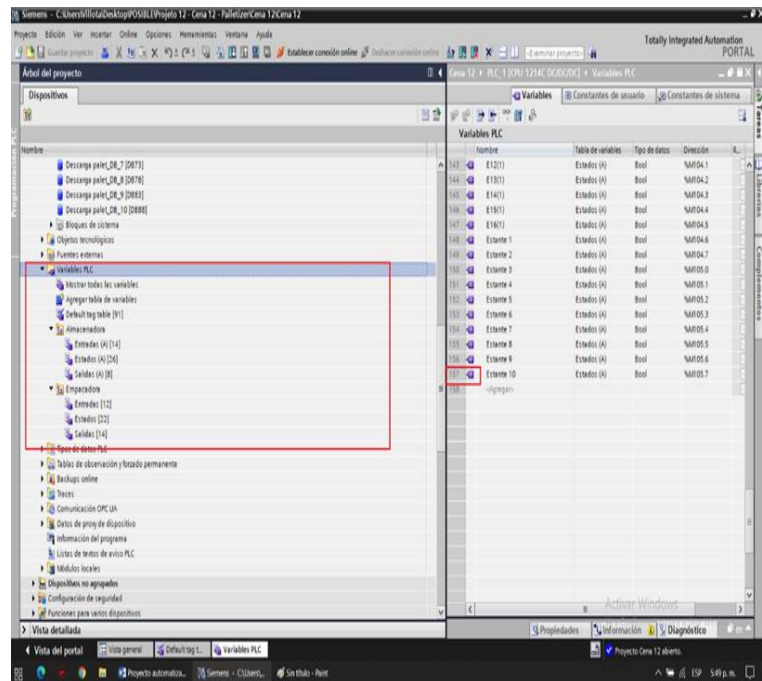 Siemens - C:\Users\Villota\Desktop\POSIBLE\Projeto 12 - Cena 12 - Palletizer\Cena 12\Cena 12
Proyecto Edición Ver Insertar Online Opciones Herramientas Ventana Ayuda
Totally Integrated Automation
PORTAL
Guardar proyecto
Establecer conexión online
Deshacer conexión online
Árbol del proyecto
Cena 12 > PLC_1 [CPU 1214C DC/DC/DC] > Variables PLC
Dispositivos
Variables
Constantes de usuario
Constantes de sistema
Variables PLC
Nombre
Nombre Tabla de variables Tipo de datos Dirección
Descarga palet_DB_7 [DB73]
Descarga palet_DB_8 [DB78]
Descarga palet_DB_9 [DB83]
Descarga palet_DB_10 [DB88]
Bloques de sistema
Objetos tecnológicos
Fuentes externas
Variables PLC
Mostrar todas las variables
Agregar tabla de variables
Default tag table [91]
Almacenadora
Entradas (A) [14]
Estados (A) [26]
Salidas (A) [8]
Empacadora
Entradas [12]
Estados [22]
Salidas [14]
Tipos de datos PLC
Tablas de observación y forzado permanente
Backups online
Traces
Comunicación OPC UA
Datos de proxy de dispositivo
Información del programa
Listas de textos de aviso PLC
Módulos locales
Dispositivos no agrupados
Configuración de seguridad
Funciones para varios dispositivos
143 E12(1) Estados (A) Bool %M104.1
144 E13(1) Estados (A) Bool %M104.2
145 E14(1) Estados (A) Bool %M104.3
146 E15(1) Estados (A) Bool %M104.4
147 E16(1) Estados (A) Bool %M104.5
148 Estante 1 Estados (A) Bool %M104.6
149 Estante 2 Estados (A) Bool %M104.7
150 Estante 3 Estados (A) Bool %M105.0
151 Estante 4 Estados (A) Bool %M105.1
152 Estante 5 Estados (A) Bool %M105.2
153 Estante 6 Estados (A) Bool %M105.3
154 Estante 7 Estados (A) Bool %M105.4
155 Estante 8 Estados (A) Bool %M105.5
156 Estante 9 Estados (A) Bool %M105.6
157 Estante 10 Estados (A) Bool %M105.7
158 <Agregar>
Tareas
Librerías
Complementos
Programación PLC
Activar Windows
Vista detallada
Propiedades
Información
Diagnóstico
Vista del portal
Vista general
Default tag t...
Variables PLC
Proyecto Cena 12 abierto.
Proyecto automatiza...
Siemens - C:\Users\...
Sin título - Paint
ESP 5:49 p. m.